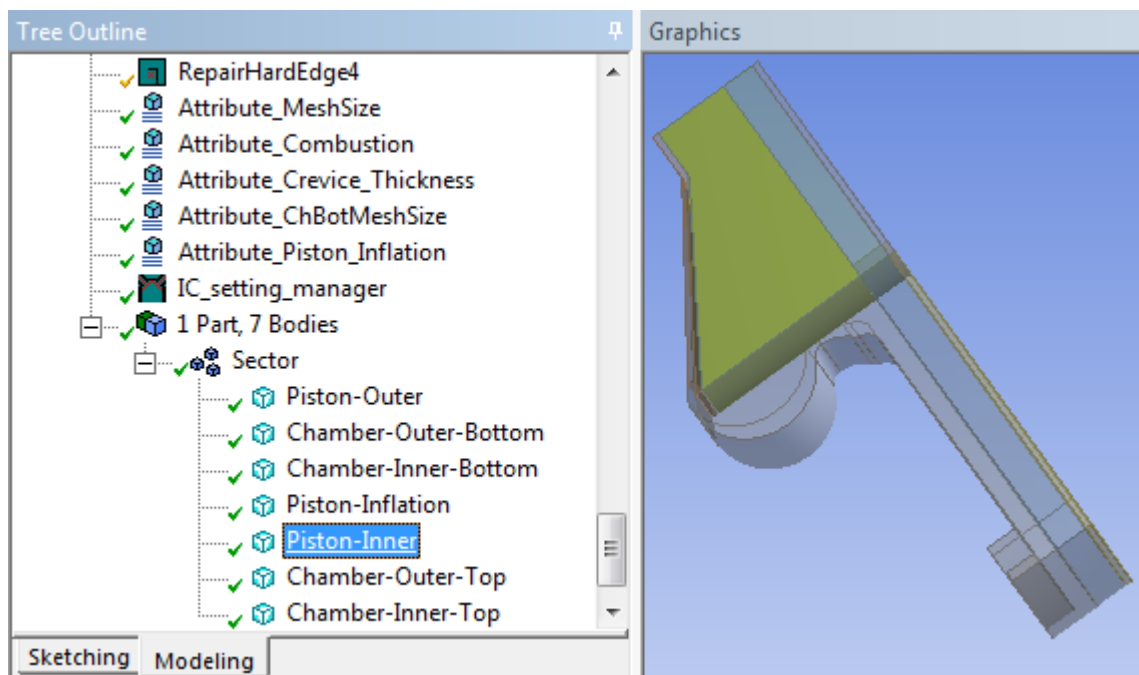 Tree Outline
Graphics
RepairHardEdge4
Attribute_MeshSize
Attribute_Combustion
Attribute_Crevice_Thickness
Attribute_ChBotMeshSize
Attribute_Piston_Inflation
IC_setting_manager
1 Part, 7 Bodies
Sector
Piston-Outer
Chamber-Outer-Bottom
Chamber-Inner-Bottom
Piston-Inflation
Piston-Inner
Chamber-Outer-Top
Chamber-Inner-Top
Sketching Modeling